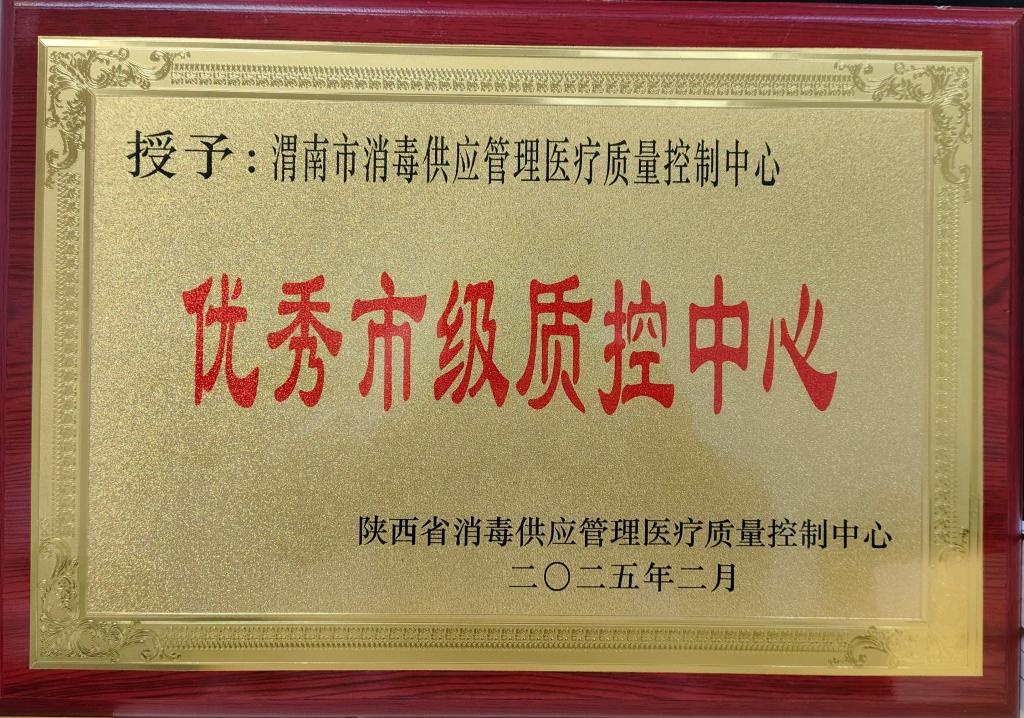 授予：渭南市消毒供应管理医疗质量控制中心
优秀市级质控中心
陕西省消毒供应管理医疗质量控制中心
二〇二五年二月